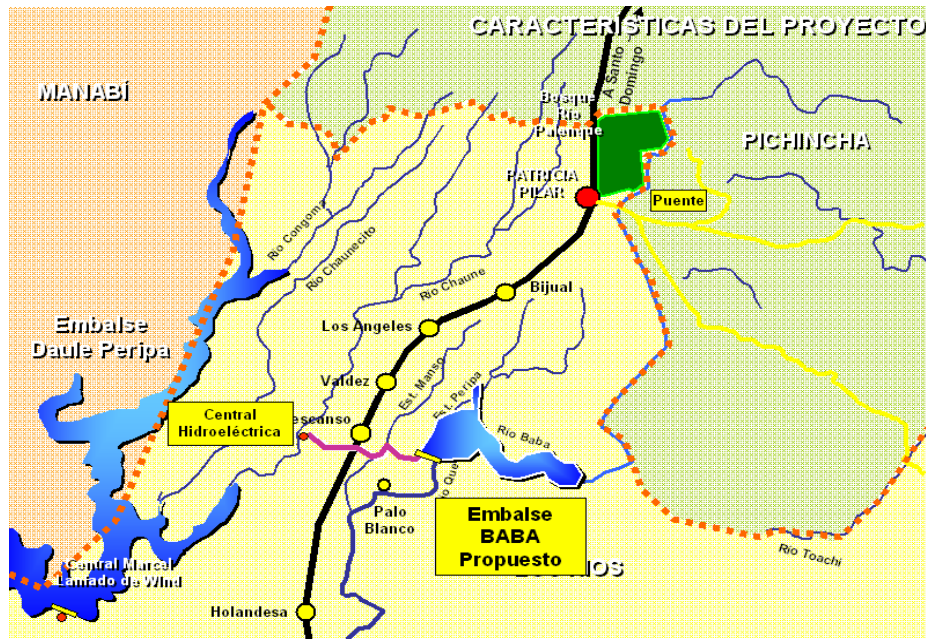 CARACTERÍSTICAS DEL PROYECTO
A Santo
Domingo
MANABÍ
Bosque
Río
Palenque
PICHINCHA
PATRICIA
PILAR
Puente
Río Congoma
Río Chaunecito
Río Chaune
Bijual
Los Angeles
Embalse
Daule Peripa
Valdez
Est. Manso
Est. Peripa
Central
Hidroeléctrica
escanso
Río Baba
Palo
Blanco
Embalse
BABA
Propuesto
Río Toachi
Central Marcel
Laniado de Wind
Holandesa